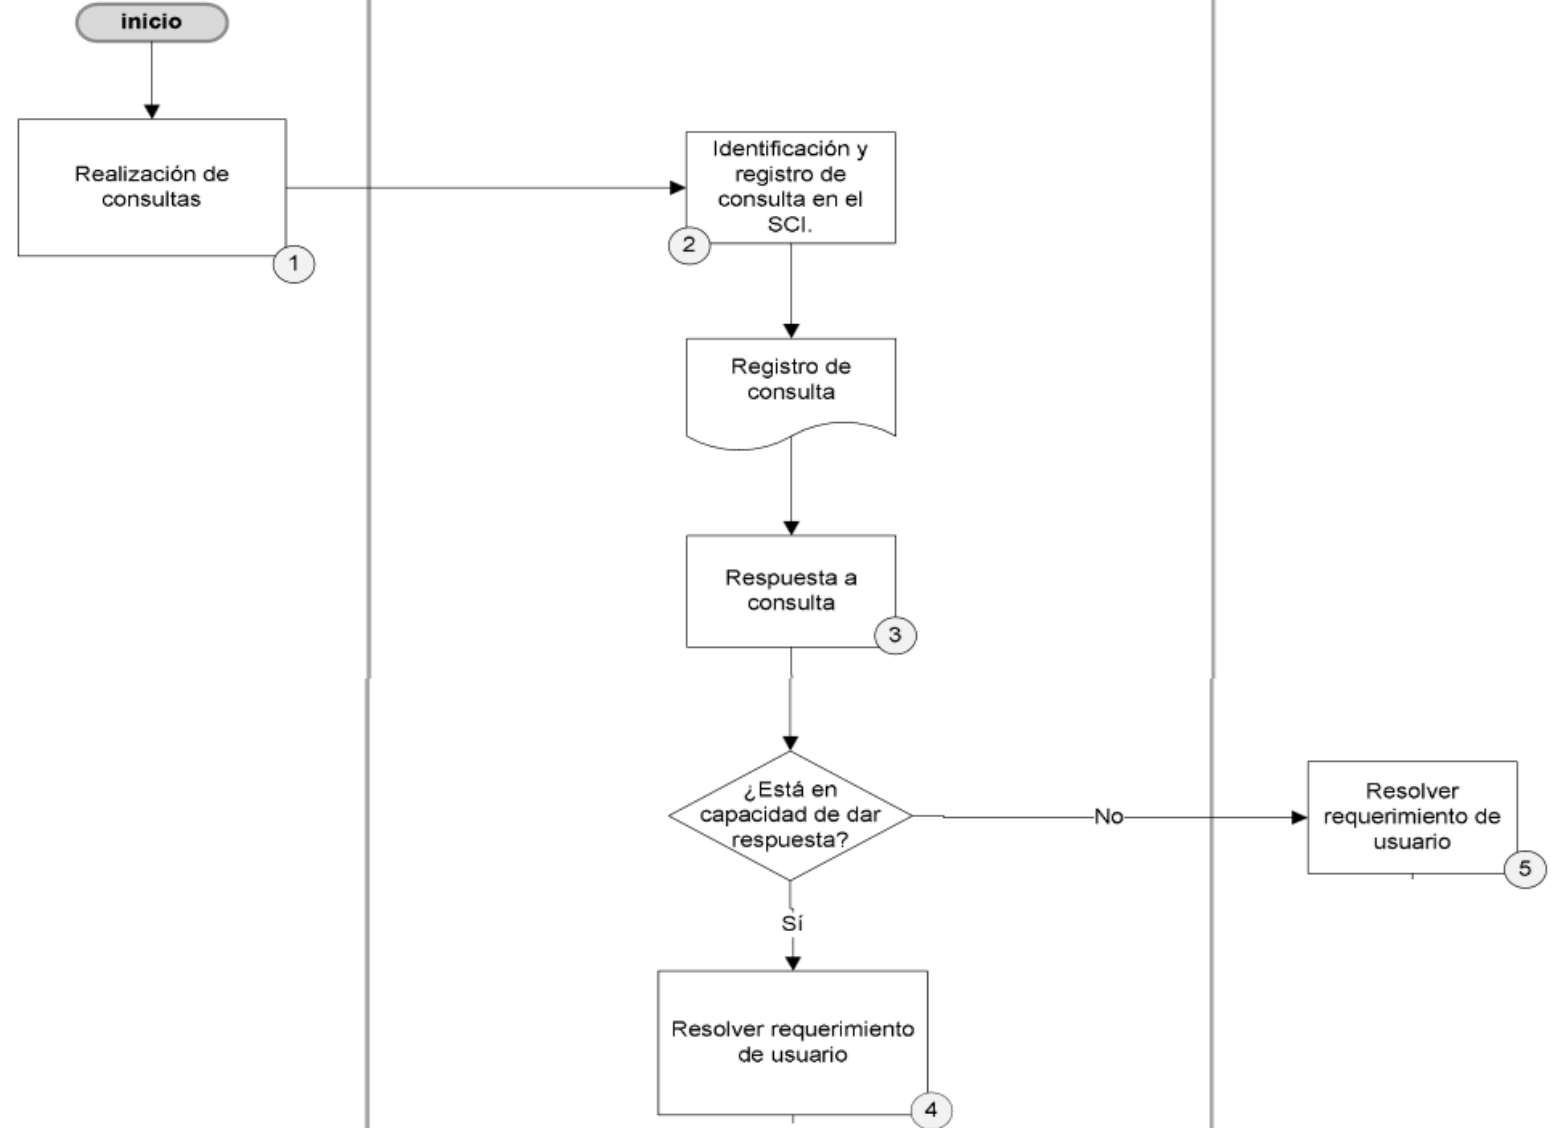 inicio
Realización de
consultas
1
Identificación y
registro de
consulta en el
SCI.
2
Registro de
consulta
Respuesta a
consulta
3
¿Está en
capacidad de dar
respuesta?
No
Resolver
requerimiento de
usuario
5
Sí
Resolver requerimiento
de usuario
4